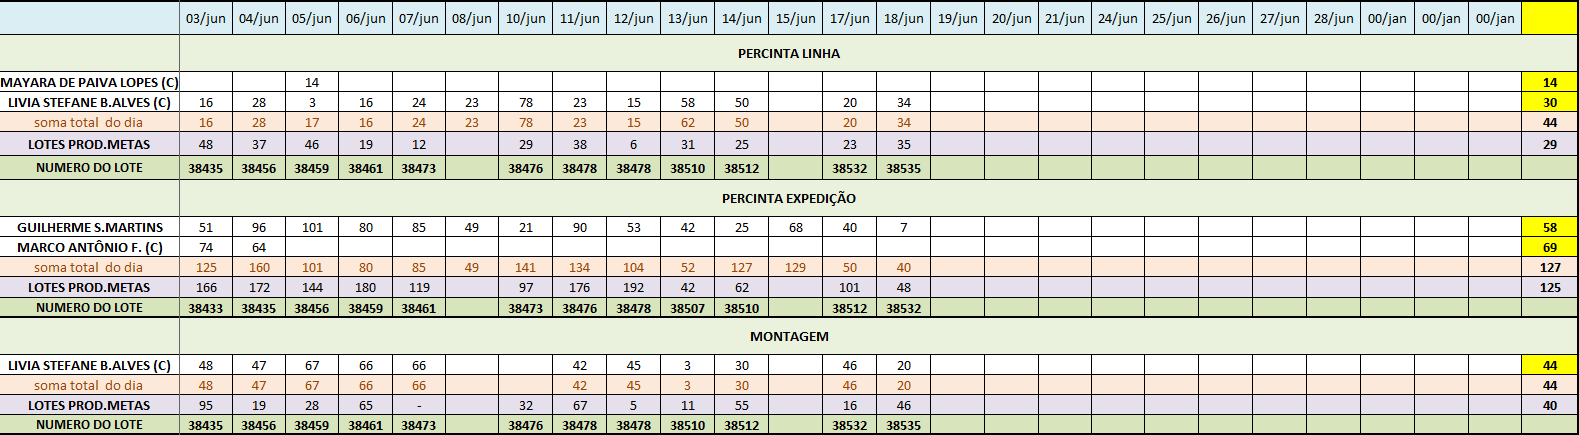 03/jun 04/jun 05/jun 06/jun 07/jun 08/jun 10/jun 11/jun 12/jun 13/jun 14/jun 15/jun 17/jun 18/jun 19/jun 20/jun 21/jun 24/jun 25/jun 26/jun 27/jun 28/jun 00/jan 00/jan 00/jan
PERCINTA LINHA
MAYARA DE PAIVA LOPES (C) 14 14
LIVIA STEFANE B.ALVES (C) 16 28 3 16 24 23 78 23 15 58 50 20 34 30
soma total do dia 16 28 17 16 24 23 78 23 15 62 50 20 34 44
LOTES PROD.METAS 48 37 46 19 12 29 38 6 31 25 23 35 29
NUMERO DO LOTE 38435 38456 38459 38461 38473 38476 38478 38478 38510 38512 38532 38535
PERCINTA EXPEDIÇÃO
GUILHERME S.MARTINS 51 96 101 80 85 49 21 90 53 42 25 68 40 7 58
MARCO ANTÔNIO F. (C) 74 64 69
soma total do dia 125 160 101 80 85 49 141 134 104 52 127 129 50 40 127
LOTES PROD.METAS 166 172 144 180 119 97 176 192 42 62 101 48 125
NUMERO DO LOTE 38433 38435 38456 38459 38461 38473 38476 38478 38507 38510 38512 38532
MONTAGEM
LIVIA STEFANE B.ALVES (C) 48 47 67 66 66 42 45 3 30 46 20 44
soma total do dia 48 47 67 66 66 42 45 3 30 46 20 44
LOTES PROD.METAS 95 19 28 65 - 32 67 5 11 55 16 46 40
NUMERO DO LOTE 38435 38456 38459 38461 38473 38476 38478 38478 38510 38512 38532 38535